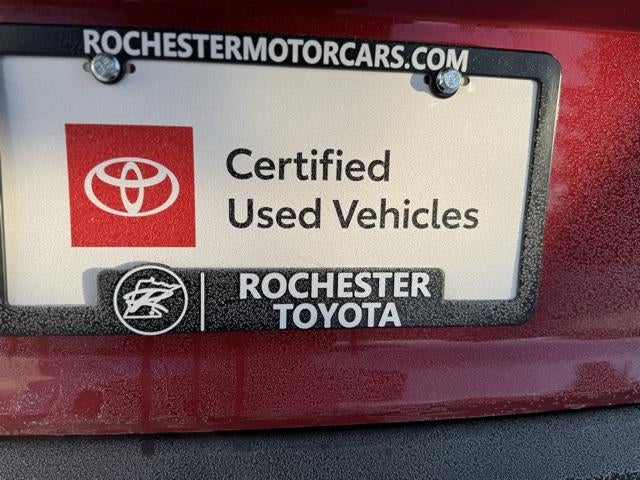 ROCHESTERMOTORCARS.COM
Certified
Used Vehicles
ROCHESTER
TOYOTA